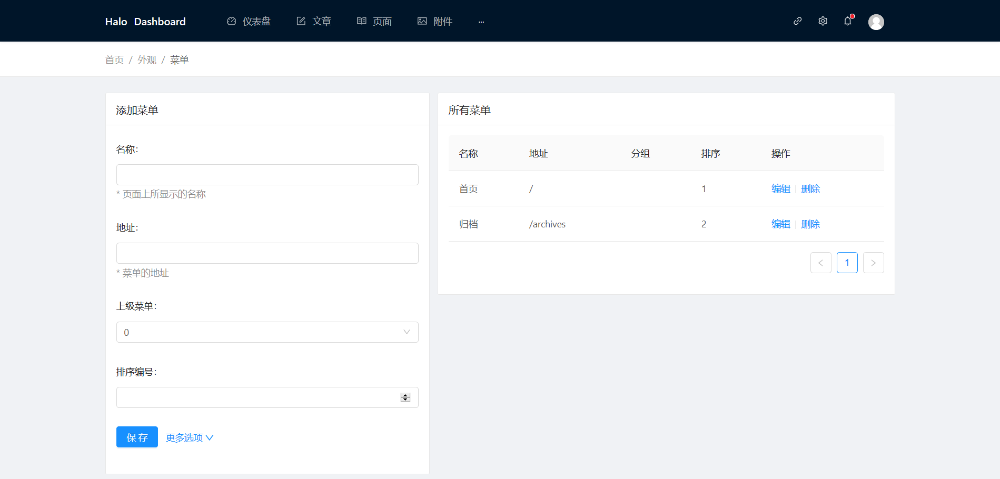 Halo Dashboard 仪表盘 文章 页面 附件 ...
首页 / 外观 / 菜单
添加菜单
名称：
* 页面上所显示的名称
地址：
* 菜单的地址
上级菜单：
0
排序编号：
保存 更多选项
所有菜单
名称 地址 分组 排序 操作
首页 / 1 编辑 删除
归档 /archives 2 编辑 删除
< 1 >